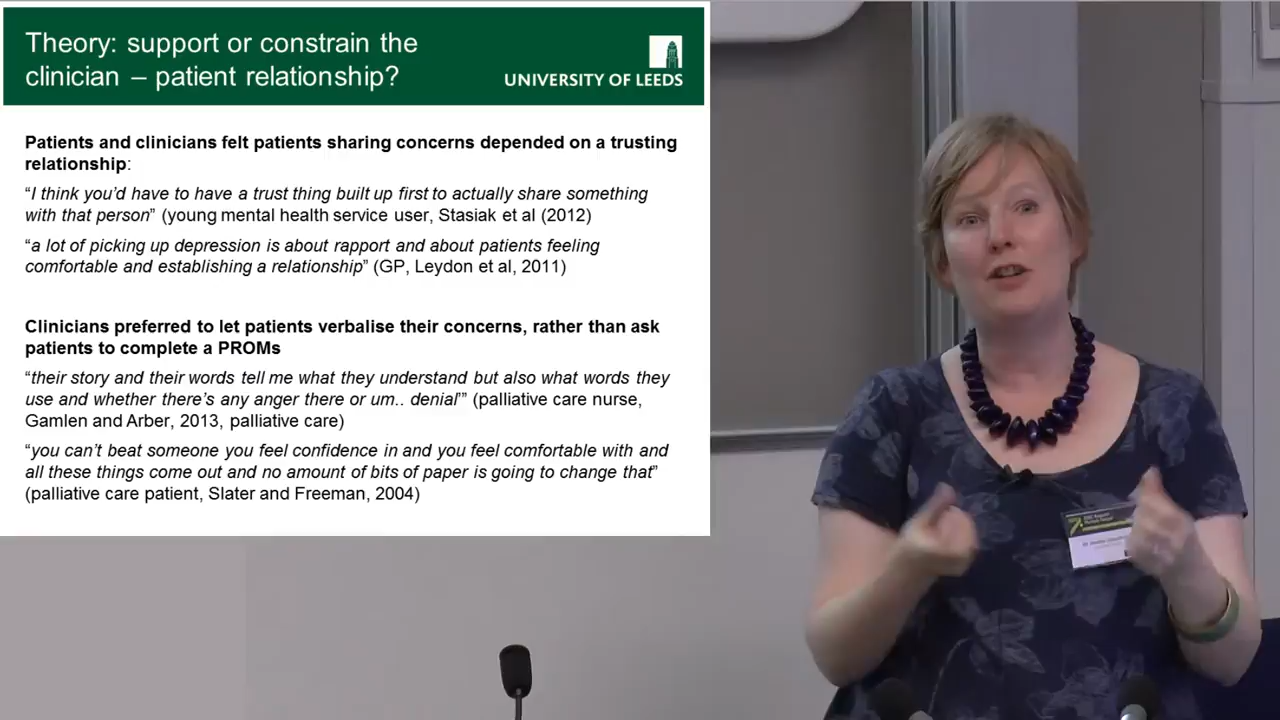 Theory: support or constrain the
clinician – patient relationship?
UNIVERSITY OF LEEDS
Patients and clinicians felt patients sharing concerns depended on a trusting
relationship:
“I think you’d have to have a trust thing built up first to actually share something
with that person” (young mental health service user, Stasiak et al (2012)
“a lot of picking up depression is about rapport and about patients feeling
comfortable and establishing a relationship” (GP, Leydon et al, 2011)
Clinicians preferred to let patients verbalise their concerns, rather than ask
patients to complete a PROMs
“their story and their words tell me what they understand but also what words they
use and whether there’s any anger there or um.. denial’” (palliative care nurse,
Gamlen and Arber, 2013, palliative care)
“you can’t beat someone you feel confidence in and you feel comfortable with and
all these things come out and no amount of bits of paper is going to change that”
(palliative care patient, Slater and Freeman, 2004)